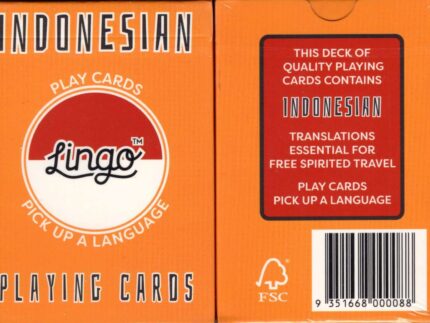 INDONESIAN
PLAY CARDS
Lingo™
PICK UP A LANGUAGE
PLAYING CARDS
THIS DECK OF
QUALITY PLAYING
CARDS CONTAINS
INDONESIAN
TRANSLATIONS
ESSENTIAL FOR
FREE SPIRITED TRAVEL
PLAY CARDS
PICK UP A LANGUAGE
FSC
9 351668 000088